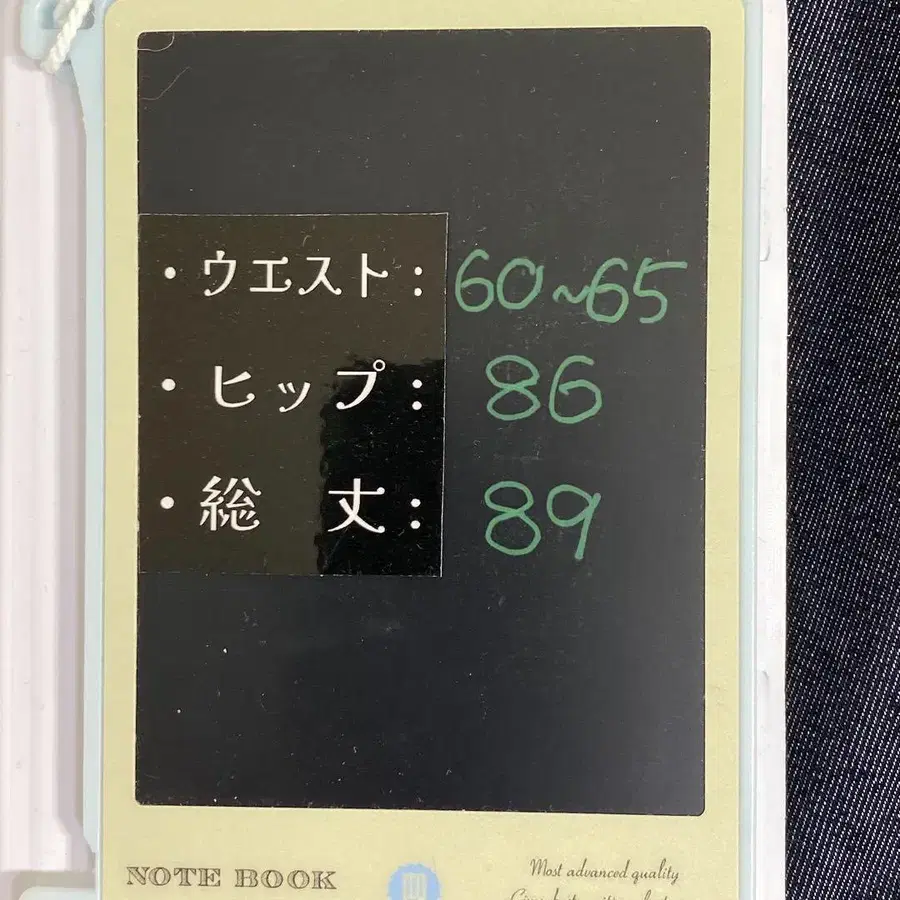 ・ウエスト: 60~65
・ヒップ: 86
・総 丈: 89
NOTE BOOK
Most advanced quality